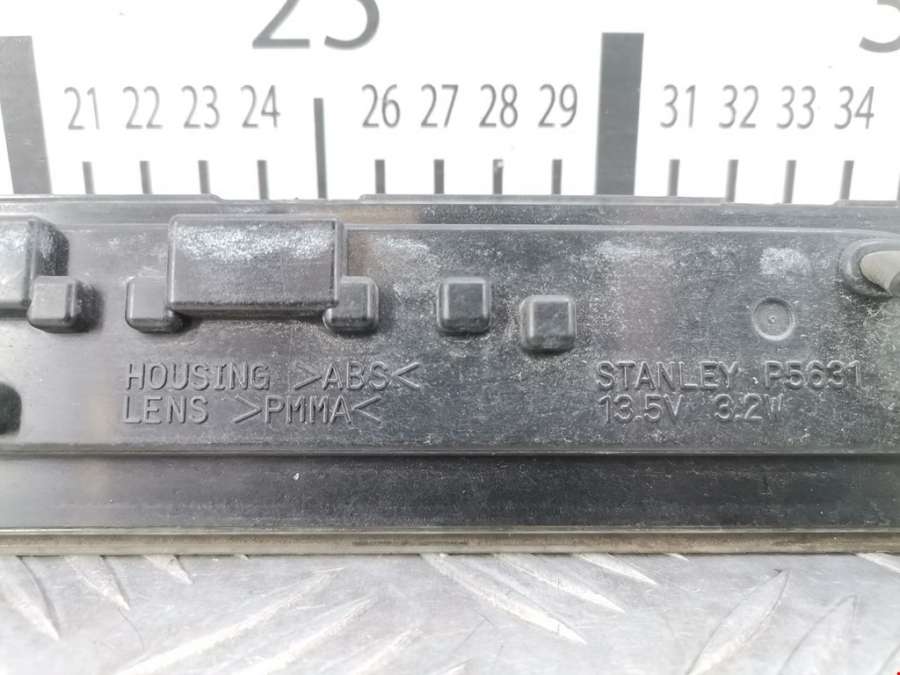 25
21 22 23 24 26 27 28 29 31 32 33 34
HOUSING >ABS<
LENS >PMMA<
STANLEY P5631
13.5V 3.2W